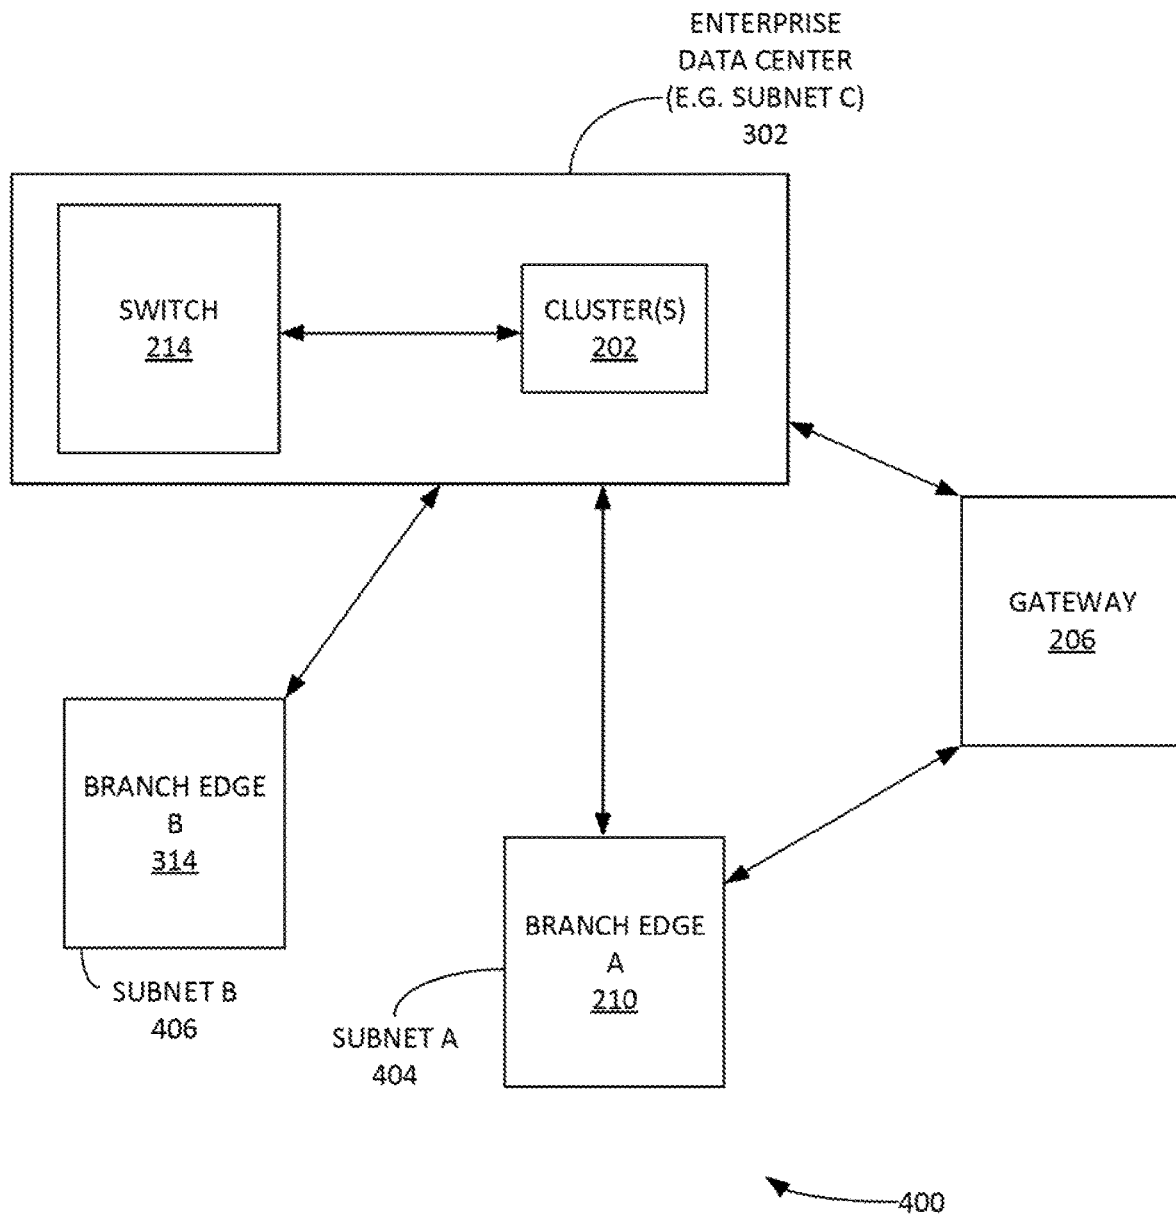 ENTERPRISE
DATA CENTER
(E.G. SUBNET C)
302
SWITCH
214
CLUSTER(S)
202
GATEWAY
206
BRANCH EDGE
B
314
BRANCH EDGE
A
210
SUBNET B
406
SUBNET A
404
400